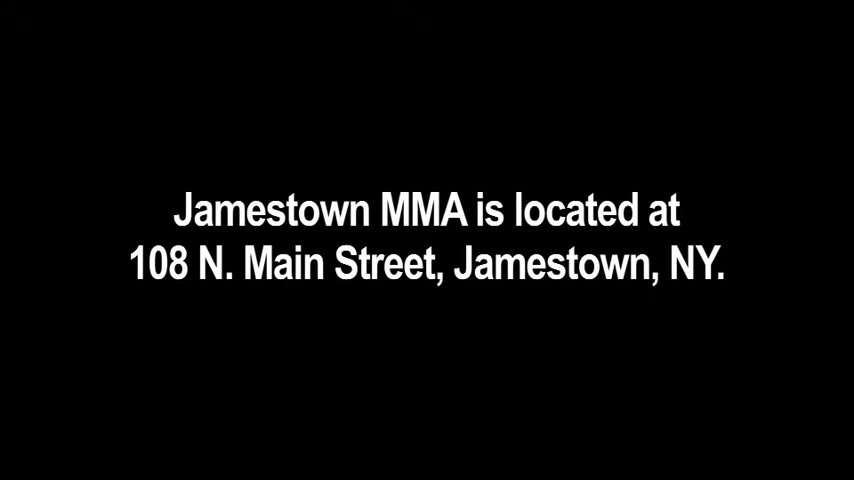 Jamestown MMA is located at
108 N. Main Street, Jamestown, NY.